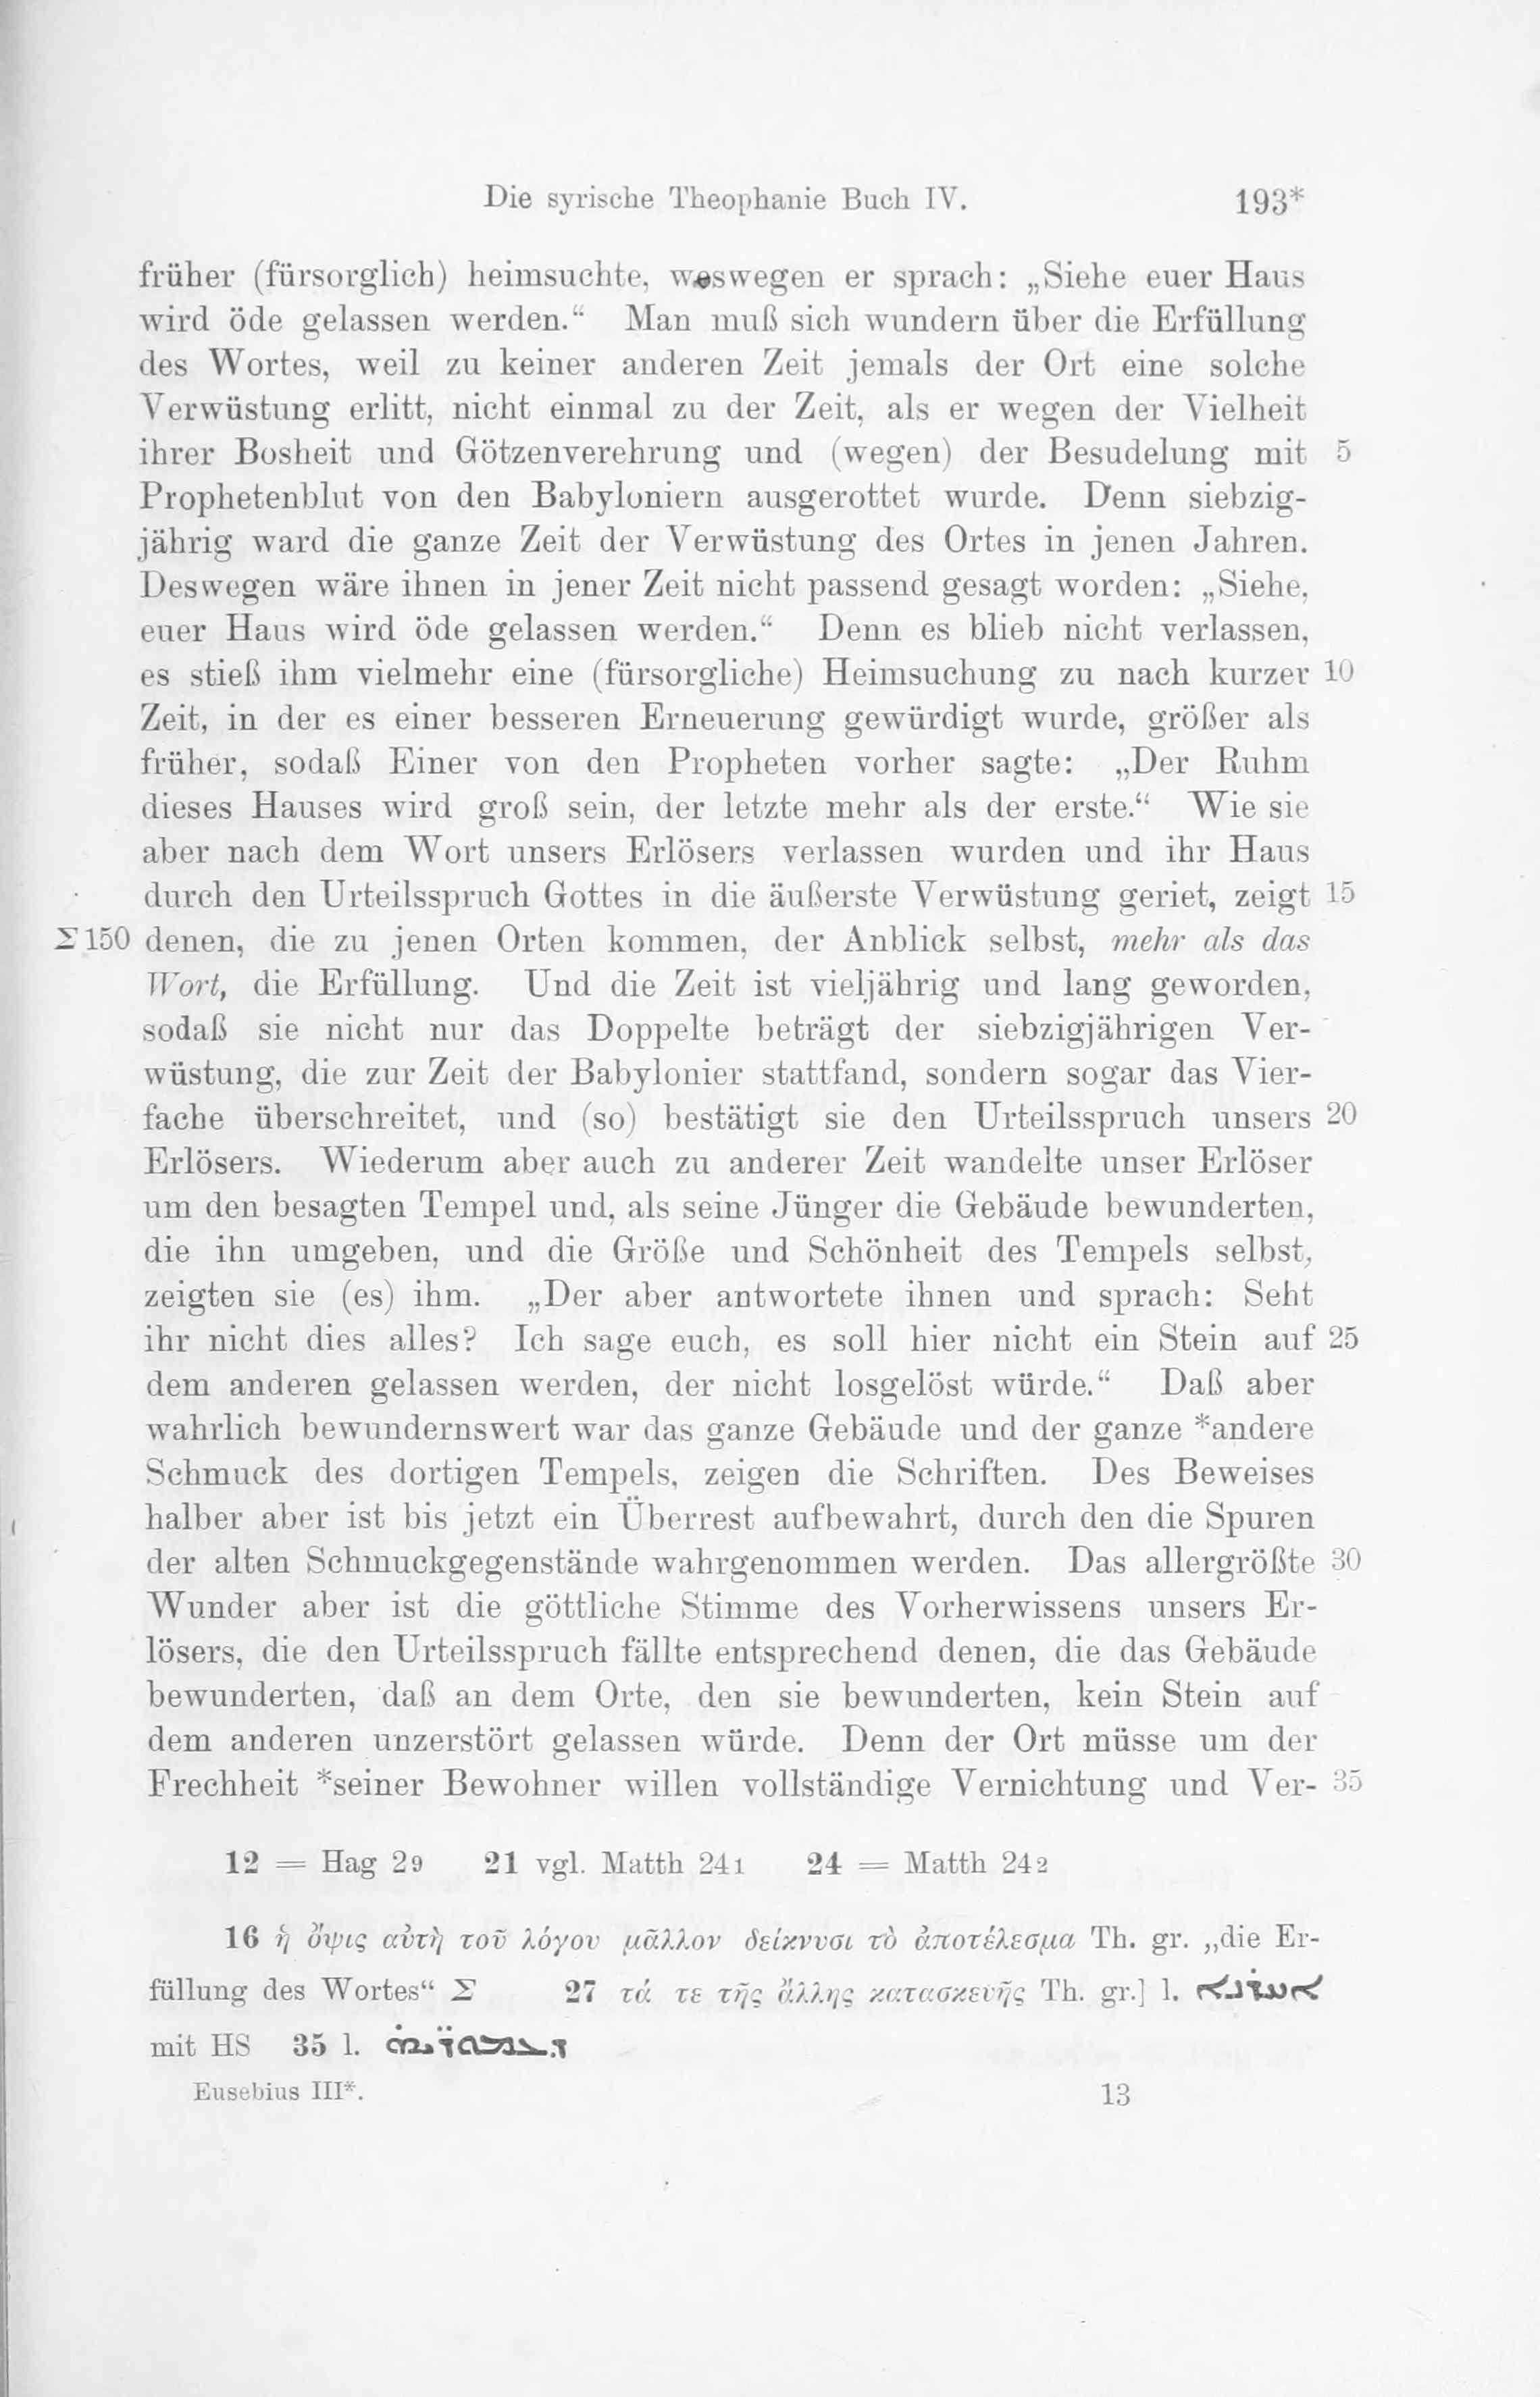 Die syrische Theophanie Buch IV. 193*
früher (fürsorglich) heimsuchte, weswegen er sprach: „Siehe euer Haus
wird öde gelassen werden.“ Man muß sich wundern über die Erfüllung
des Wortes, weil zu keiner anderen Zeit jemals der Ort eine solche
Verwüstung erlitt, nicht einmal zu der Zeit, als er wegen der Vielheit
ihrer Bosheit und Götzenverehrung und (wegen) der Besudelung mit 5
Prophetenblut von den Babyloniern ausgerottet wurde. Denn siebzig-
jährig ward die ganze Zeit der Verwüstung des Ortes in jenen Jahren.
Deswegen wäre ihnen in jener Zeit nicht passend gesagt worden: „Siehe,
euer Haus wird öde gelassen werden.“ Denn es blieb nicht verlassen,
es stieß ihm vielmehr eine (fürsorgliche) Heimsuchung zu nach kurzer 10
Zeit, in der es einer besseren Erneuerung gewürdigt wurde, größer als
früher, sodaß Einer von den Propheten vorher sagte: „Der Ruhm
dieses Hauses wird groß sein, der letzte mehr als der erste.“ Wie sie
aber nach dem Wort unsers Erlösers verlassen wurden und ihr Haus
durch den Urteilsspruch Gottes in die äußerste Verwüstung geriet, zeigt 15
Σ 150 denen, die zu jenen Orten kommen, der Anblick selbst, mehr als das
Wort, die Erfüllung. Und die Zeit ist vieljährig und lang geworden,
sodaß sie nicht nur das Doppelte beträgt der siebzigjährigen Ver-
wüstung, die zur Zeit der Babylonier stattfand, sondern sogar das Vier-
fache überschreitet, und (so) bestätigt sie den Urteilsspruch unsers 20
Erlösers. Wiederum aber auch zu anderer Zeit wandelte unser Erlöser
um den besagten Tempel und, als seine Jünger die Gebäude bewunderten,
die ihn umgeben, und die Größe und Schönheit des Tempels selbst,
zeigten sie (es) ihm. „Der aber antwortete ihnen und sprach: Seht
ihr nicht dies alles? Ich sage euch, es soll hier nicht ein Stein auf 25
dem anderen gelassen werden, der nicht losgelöst würde.“ Daß aber
wahrlich bewundernswert war das ganze Gebäude und der ganze *andere
Schmuck des dortigen Tempels, zeigen die Schriften. Des Beweises
halber aber ist bis jetzt ein Überrest aufbewahrt, durch den die Spuren
der alten Schmuckgegenstände wahrgenommen werden. Das allergrößte 30
Wunder aber ist die göttliche Stimme des Vorherwissens unsers Er-
lösers, die den Urteilsspruch fällte entsprechend denen, die das Gebäude
bewunderten, daß an dem Orte, den sie bewunderten, kein Stein auf
dem anderen unzerstört gelassen würde. Denn der Ort müsse um der
Frechheit *seiner Bewohner willen vollständige Vernichtung und Ver- 35
12 = Hag 2 9 21 vgl. Matth 24 1 24 = Matth 24 2
16 ἡ ὄψις αὐτὴ τοῦ λόγου μᾶλλον δείκνυσι τὸ ἀποτέλεσμα Th. gr. „die Er-
füllung des Wortes“ Σ 27 τά τε τῆς ἄλλης κατασκευῆς Th. gr.] l. ܐܚܪܢܐ
mit HS 35 l.
Eusebius III*. 13